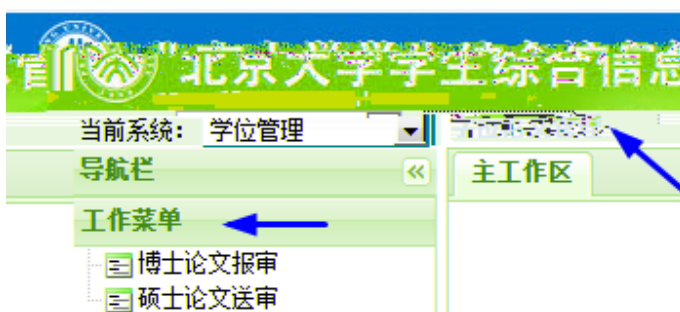 北京大学学生综合信息
当前系统： 学位管理
导航栏
主工作区
工作菜单
博士论文报审
硕士论文送审